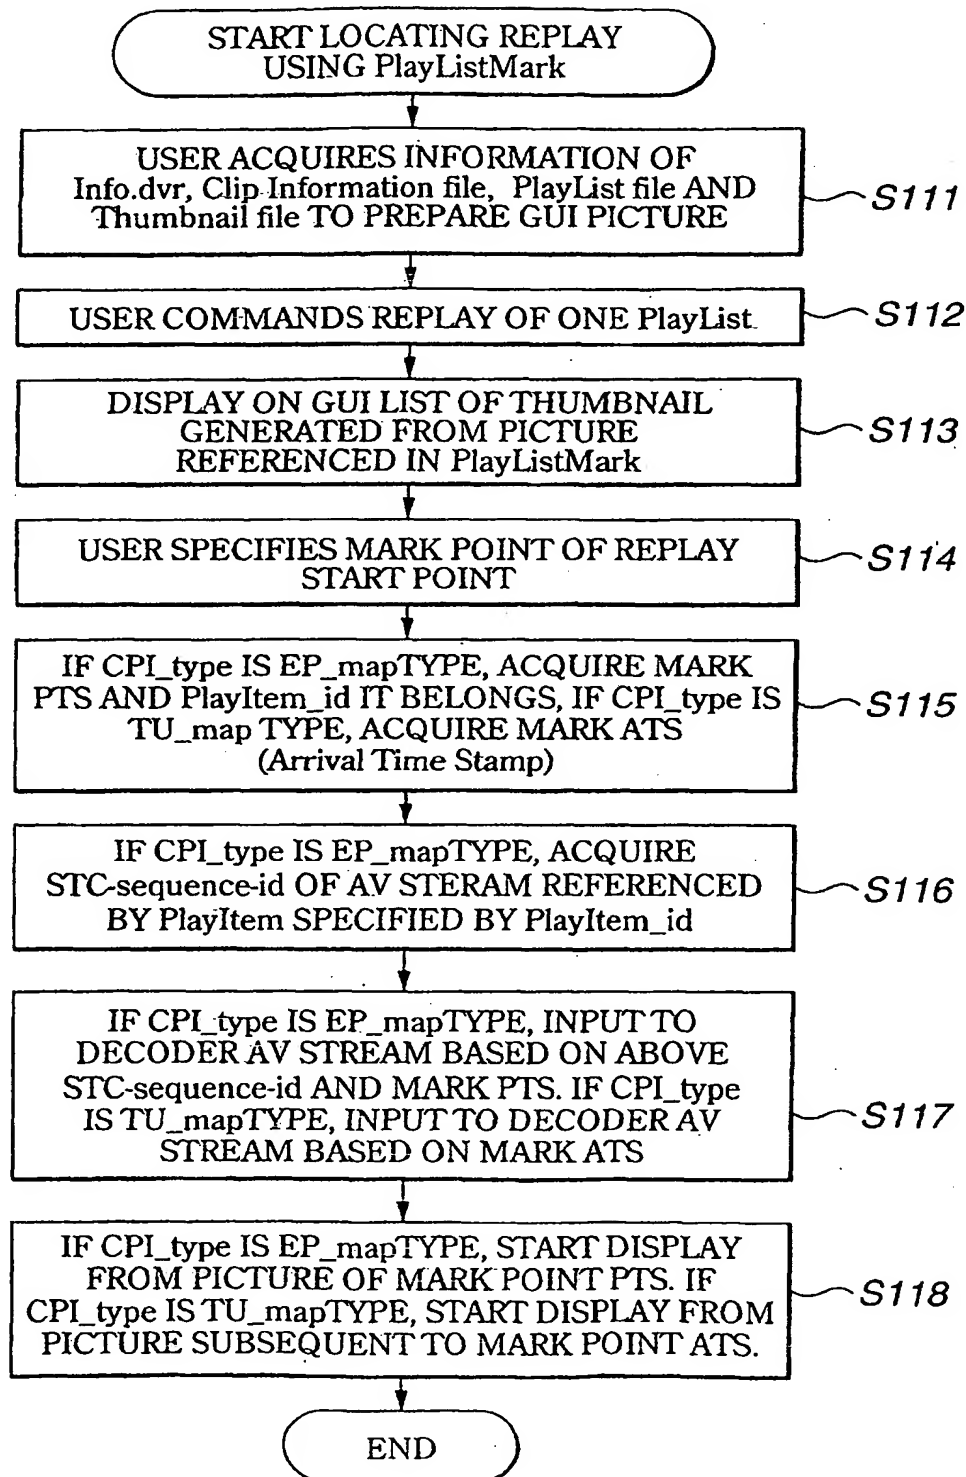 START LOCATING REPLAY
USING PlayListMark
USER ACQUIRES INFORMATION OF
Info.dvr, Clip Information file, PlayList file AND
Thumbnail file TO PREPARE GUI PICTURE
S111
USER COMMANDS REPLAY OF ONE PlayList
S112
DISPLAY ON GUI LIST OF THUMBNAIL
GENERATED FROM PICTURE
REFERENCED IN PlayListMark
S113
USER SPECIFIES MARK POINT OF REPLAY
START POINT
S114
IF CPI_type IS EP_mapTYPE, ACQUIRE MARK
PTS AND PlayItem_id IT BELONGS, IF CPI_type IS
TU_map TYPE, ACQUIRE MARK ATS
(Arrival Time Stamp)
S115
IF CPI_type IS EP_mapTYPE, ACQUIRE
STC-sequence-id OF AV STERAM REFERENCED
BY PlayItem SPECIFIED BY PlayItem_id
S116
IF CPI_type IS EP_mapTYPE, INPUT TO
DECODER AV STREAM BASED ON ABOVE
STC-sequence-id AND MARK PTS. IF CPI_type
IS TU_mapTYPE, INPUT TO DECODER AV
STREAM BASED ON MARK ATS
S117
IF CPI_type IS EP_mapTYPE, START DISPLAY
FROM PICTURE OF MARK POINT PTS. IF
CPI_type IS TU_mapTYPE, START DISPLAY FROM
PICTURE SUBSEQUENT TO MARK POINT ATS.
S118
END